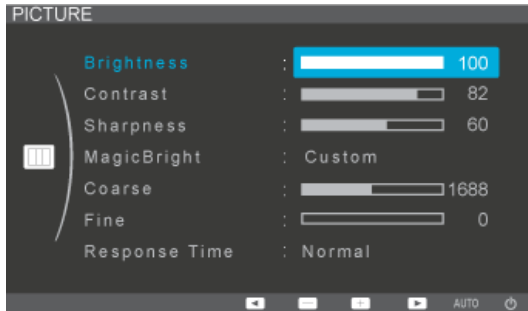 PICTURE
Brightness : 100
Contrast : 82
Sharpness : 60
MagicBright : Custom
Coarse : 1688
Fine : 0
Response Time : Normal
AUTO